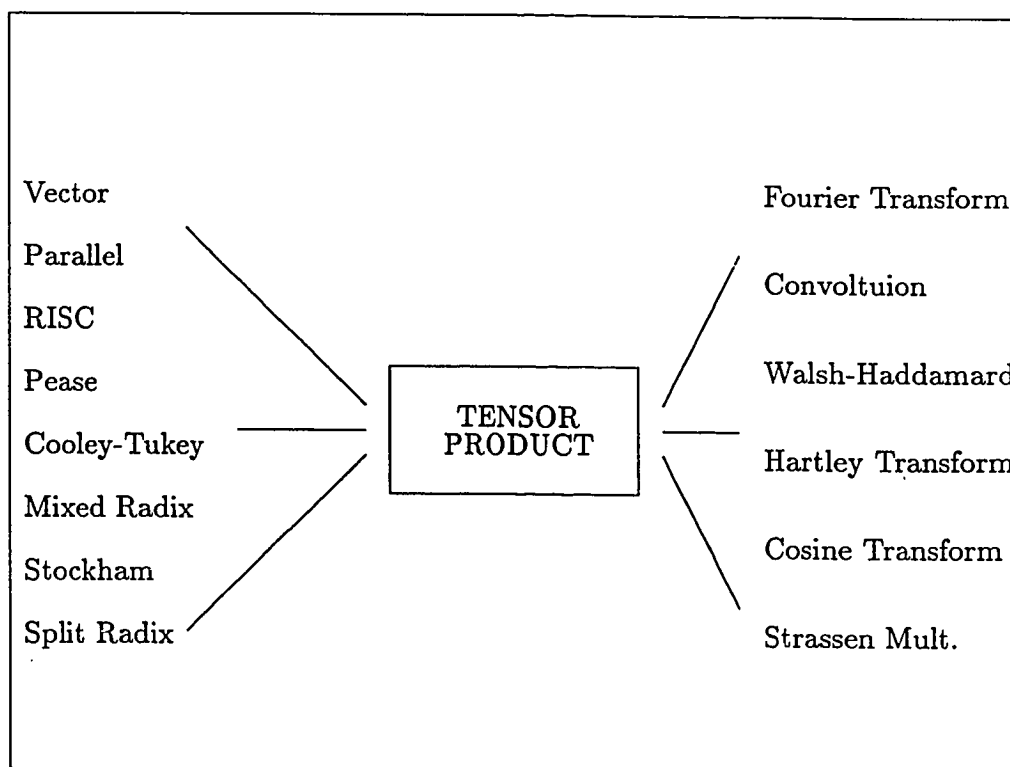 Vector
Parallel
RISC
Pease
Cooley-Tukey
Mixed Radix
Stockham
Split Radix
TENSOR
PRODUCT
Fourier Transform
Convoltuion
Walsh-Haddamard
Hartley Transform
Cosine Transform
Strassen Mult.